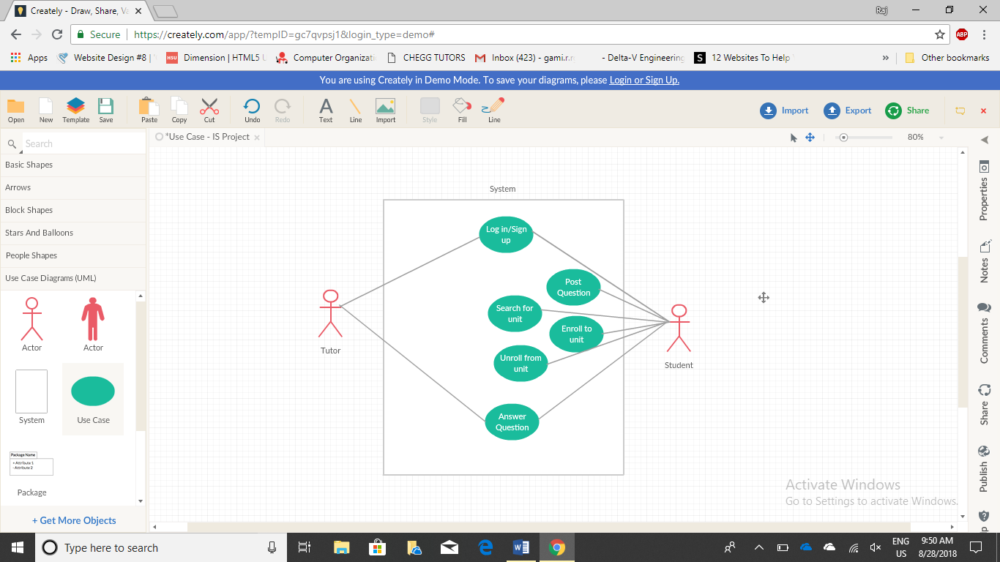 Creately - Draw, Share, Va
Raj
Secure
https://creately.com/app/?tempID=gc7qvpsj1&login_type=demo#
ABP
Apps
Website Design #8 |
HSU
Dimension | HTML5 U
Computer Organizati
CHEGG TUTORS
Inbox (423) - gami.r.n
- Delta-V Engineering
S
12 Websites To Help
»
Other bookmarks
You are using Creately in Demo Mode. To save your diagrams, please Login or Sign Up.
Open
New
Template
Save
Paste
Copy
Cut
Undo
Redo
Text
Line
Import
Style
Fill
Line
Import
Export
Share
Search
*Use Case - IS Project
80%
Basic Shapes
Arrows
Block Shapes
Stars And Balloons
People Shapes
Use Case Diagrams (UML)
Actor
Actor
System
Use Case
Package Name
+ Attribute 1
- Attribute 2
Package
+ Get More Objects
System
Log in/Sign
up
Post
Question
Search for
unit
Enroll to
unit
Unroll from
unit
Answer
Question
Tutor
Student
Properties
Notes
Comments
Share
Publish
Activate Windows
Go to Settings to activate Windows.
Type here to search
ENG
US
9:50 AM
8/28/2018